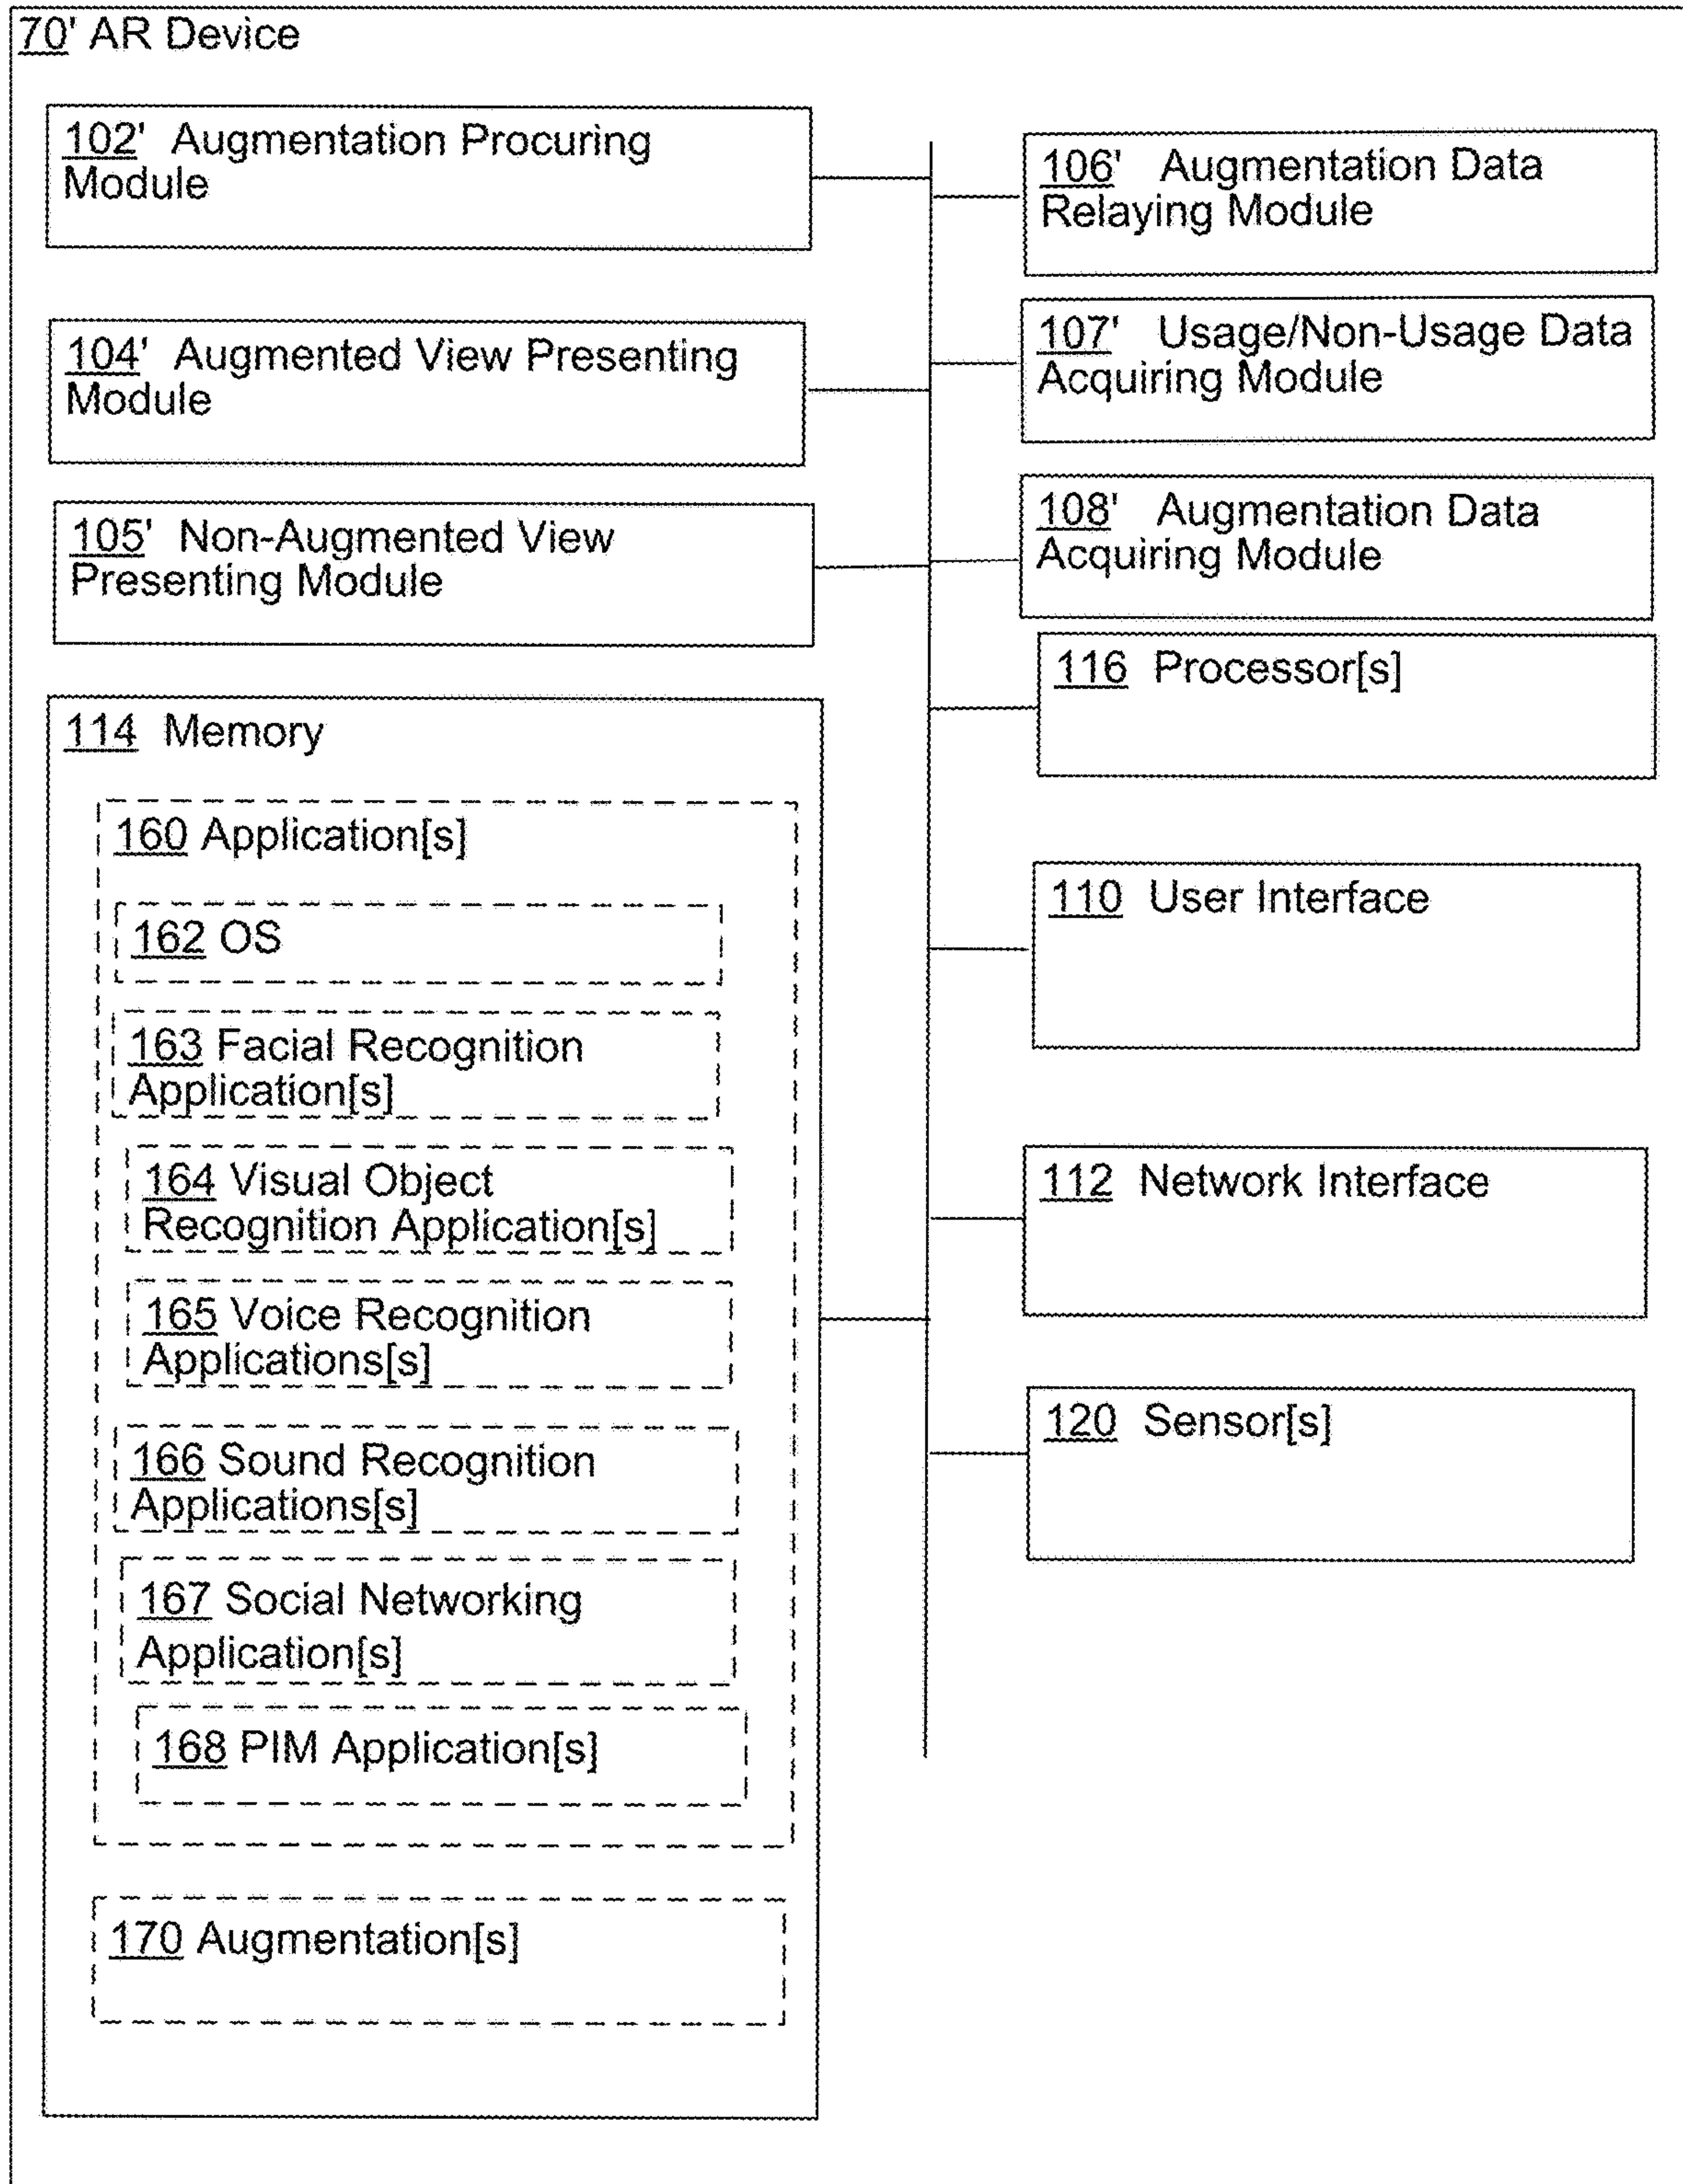 70' AR Device
102' Augmentation Procuring
Module
104' Augmented View Presenting
Module
105' Non-Augmented View
Presenting Module
114 Memory
160 Application[s]
162 OS
163 Facial Recognition
Application[s]
164 Visual Object
Recognition Application[s]
165 Voice Recognition
Applications[s]
166 Sound Recognition
Applications[s]
167 Social Networking
Application[s]
168 PIM Application[s]
170 Augmentation[s]
106' Augmentation Data
Relaying Module
107' Usage/Non-Usage Data
Acquiring Module
108' Augmentation Data
Acquiring Module
116 Processor[s]
110 User Interface
112 Network Interface
120 Sensor[s]